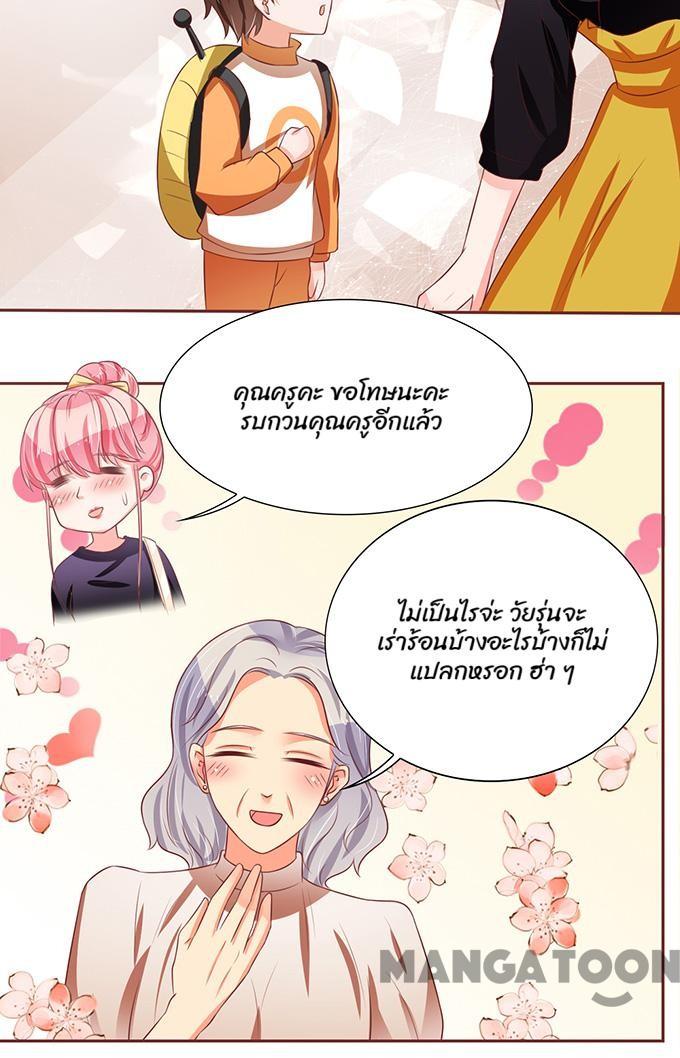 คุณครูคะ ขอโทษนะคะ
รบกวนคุณครูอีกแล้ว
ไม่เป็นไรจ่ะ วัยรุ่นจะ
เร่าร้อนบ้างอะไรบ้างก็ไม่
แปลกหรอก ฮ่า ๆ
MANGATOON